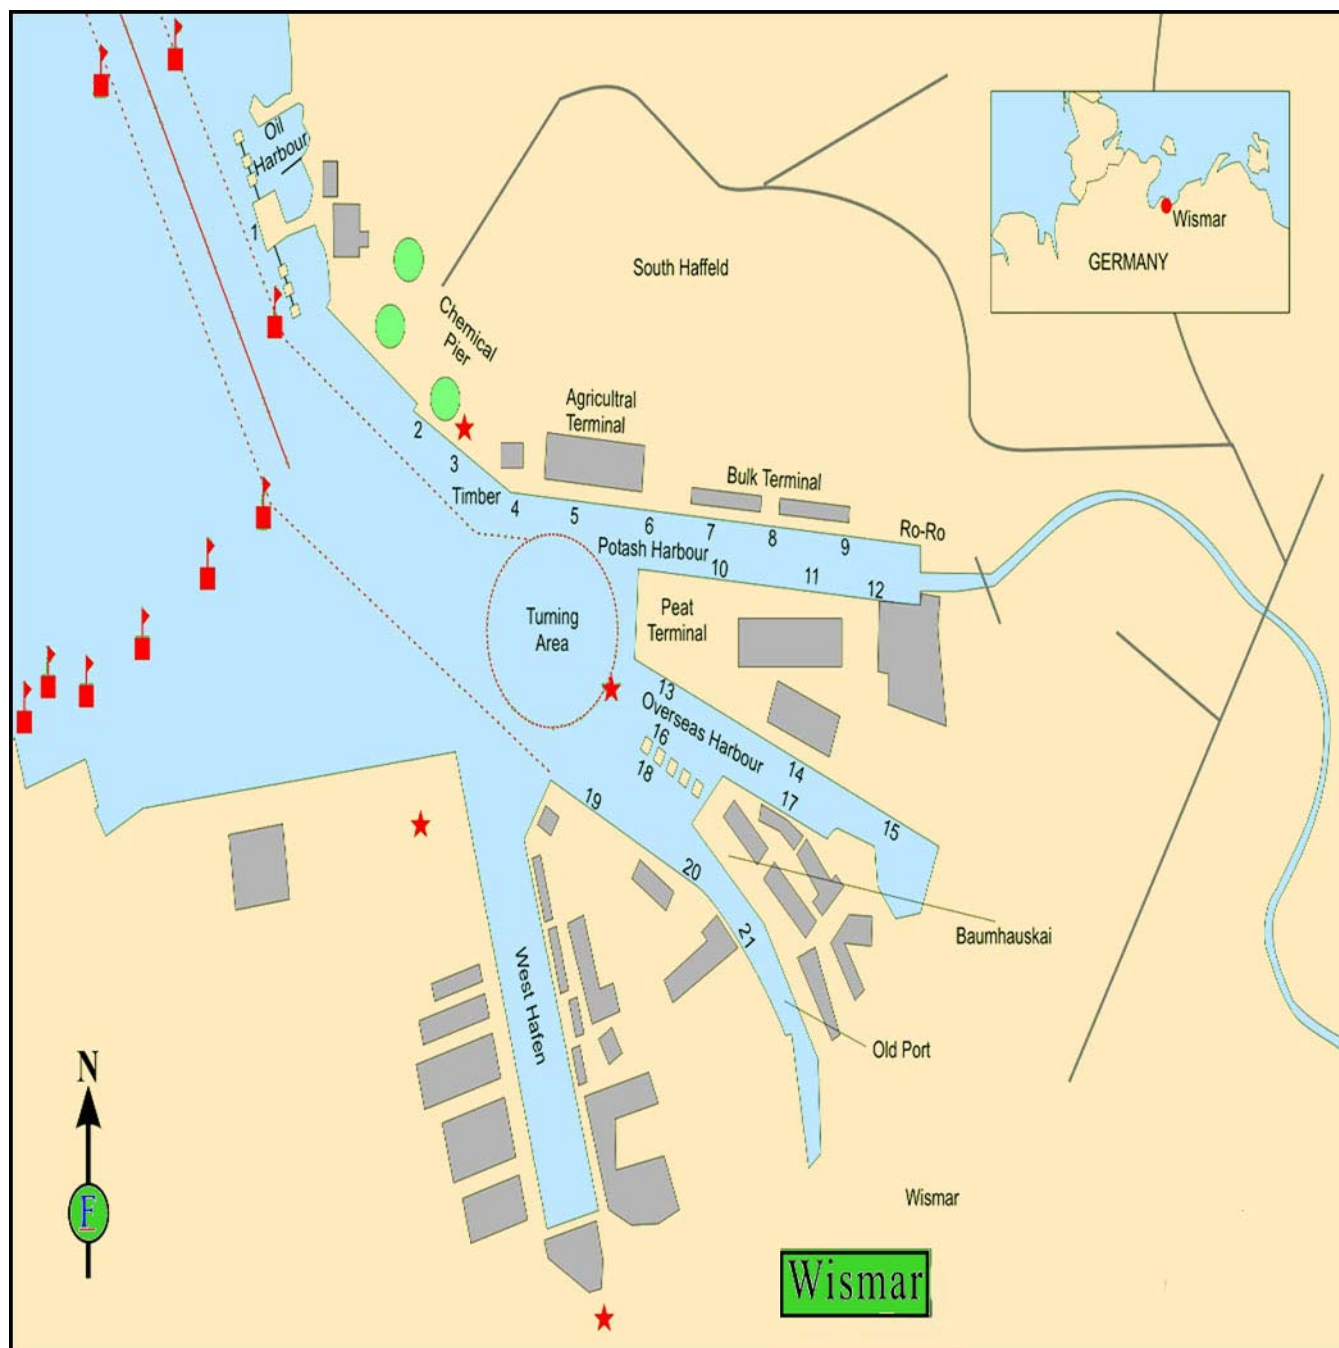 Oil
Harbour
1
Wismar
GERMANY
South Haffeld
Chemical
Pier
Agricultral
Terminal
2
3
Timber
4
5
6
7
8
9
Bulk Terminal
Ro-Ro
Potash Harbour
10
11
12
Turning
Area
Peat
Terminal
13
Overseas Harbour
16
18
14
17
15
19
20
21
Baumhauskai
West Hafen
Old Port
N
F
Wismar
Wismar